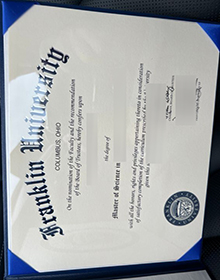 Franklin University
COLUMBUS, OHIO
On the nomination of the Faculty and the recommendation
of the Board of Trustees, hereby confers upon
the degree of
Master of Science in
with all the honors, rights and privileges appertaining thereto in consideration
of satisfactory completion of the curriculum prescribed by
given this